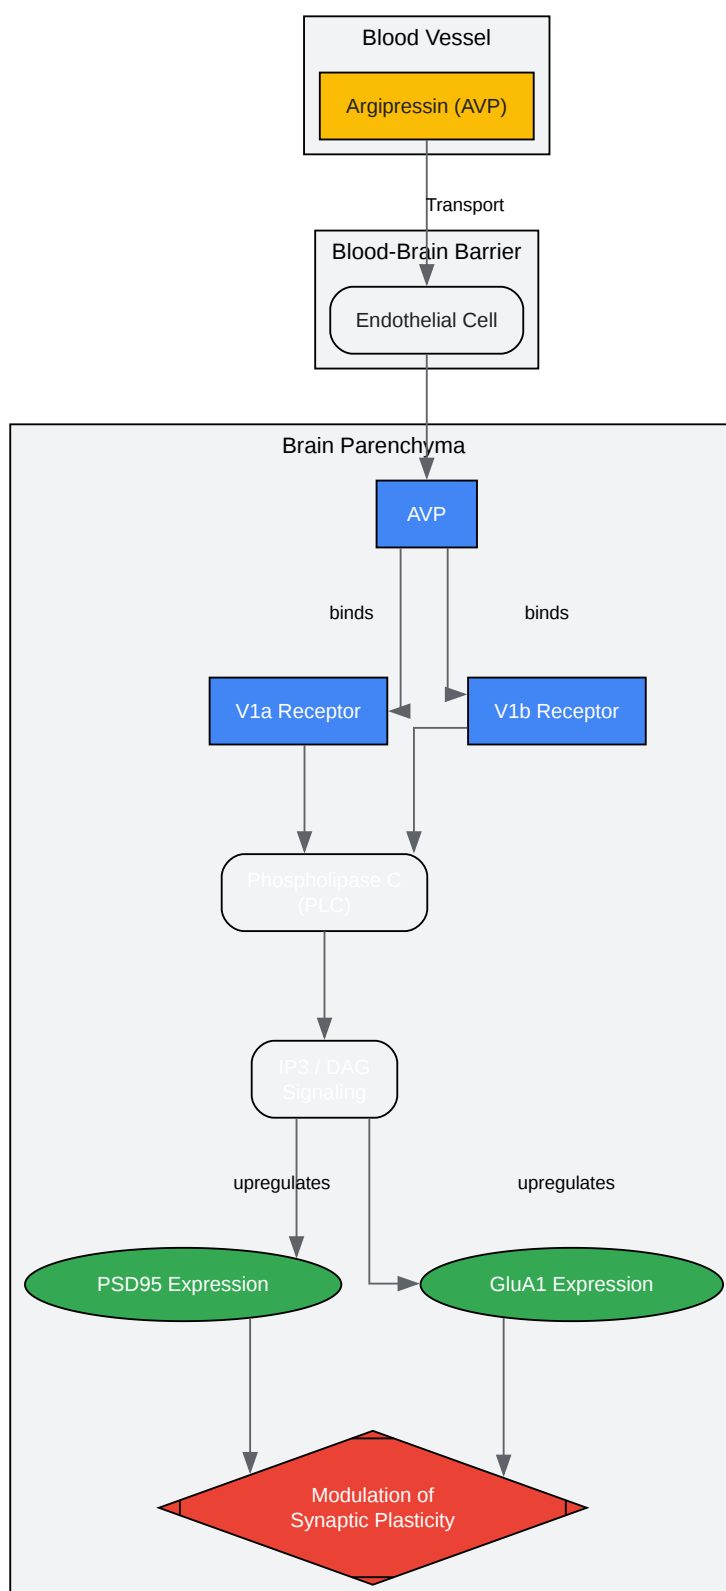 Blood Vessel
Argipressin (AVP)
Transport
Blood-Brain Barrier
Endothelial Cell
Brain Parenchyma
AVP
binds
binds
V1a Receptor
V1b Receptor
Phospholipase C
(PLC)
IP3 / DAG
Signaling
upregulates
upregulates
PSD95 Expression
GluA1 Expression
Modulation of
Synaptic Plasticity